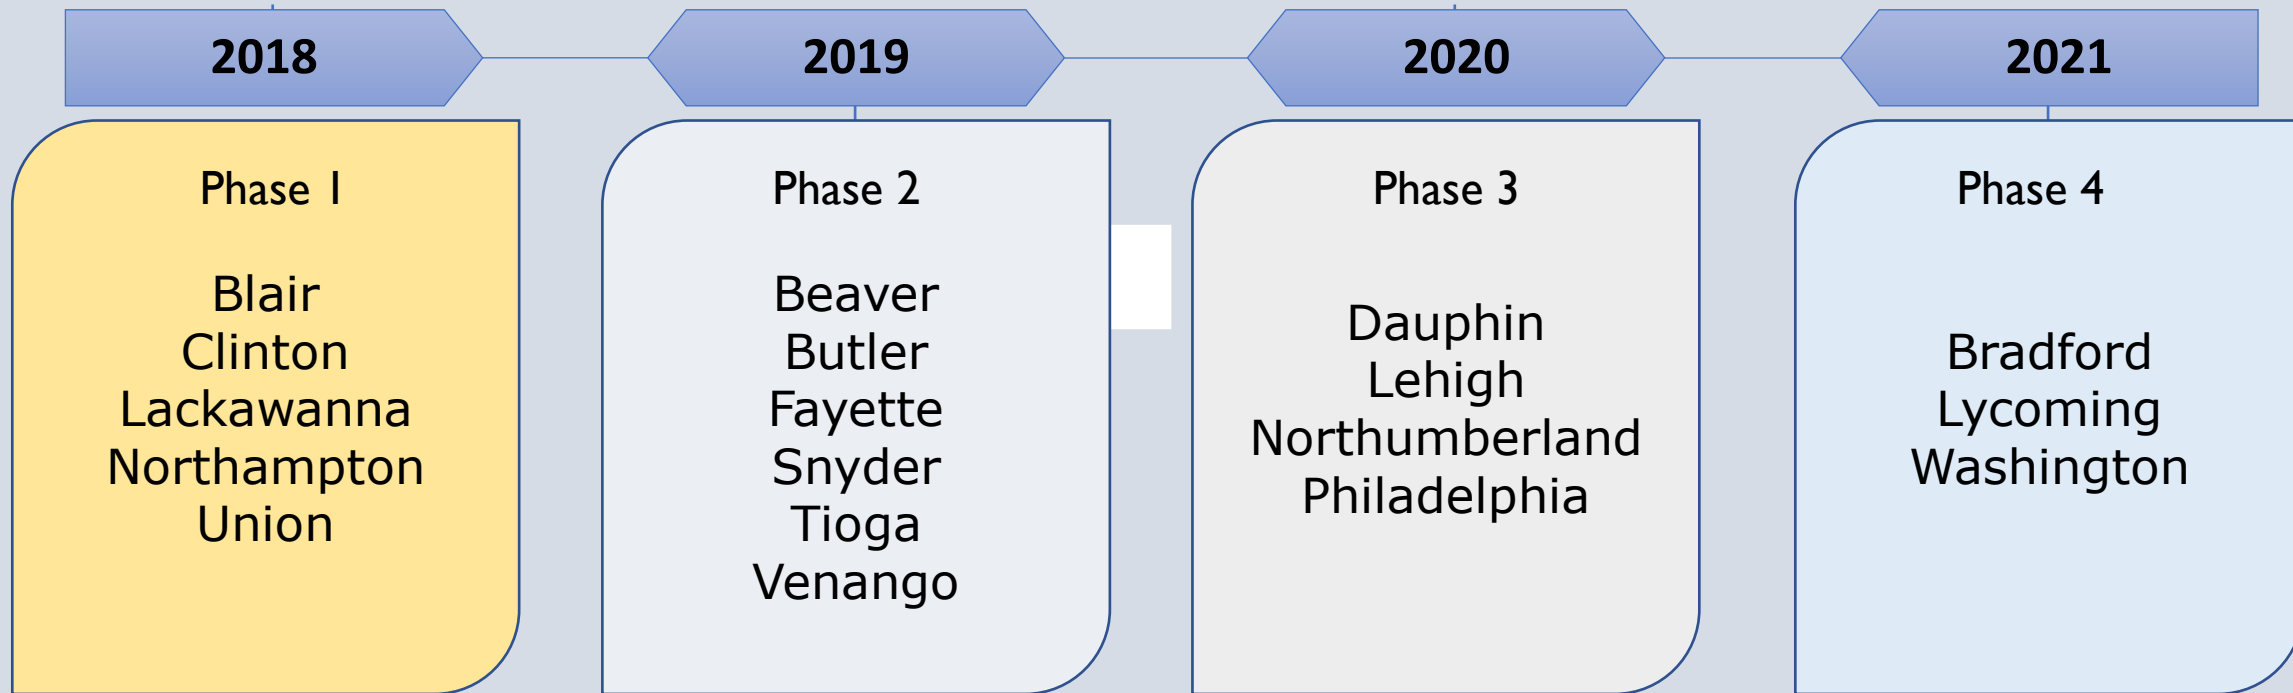 2018
2019
2020
2021
Phase 1
Blair
Clinton
Lackawanna
Northampton
Union
Phase 2
Beaver
Butler
Fayette
Snyder
Tioga
Venango
Phase 3
Dauphin
Lehigh
Northumberland
Philadelphia
Phase 4
Bradford
Lycoming
Washington